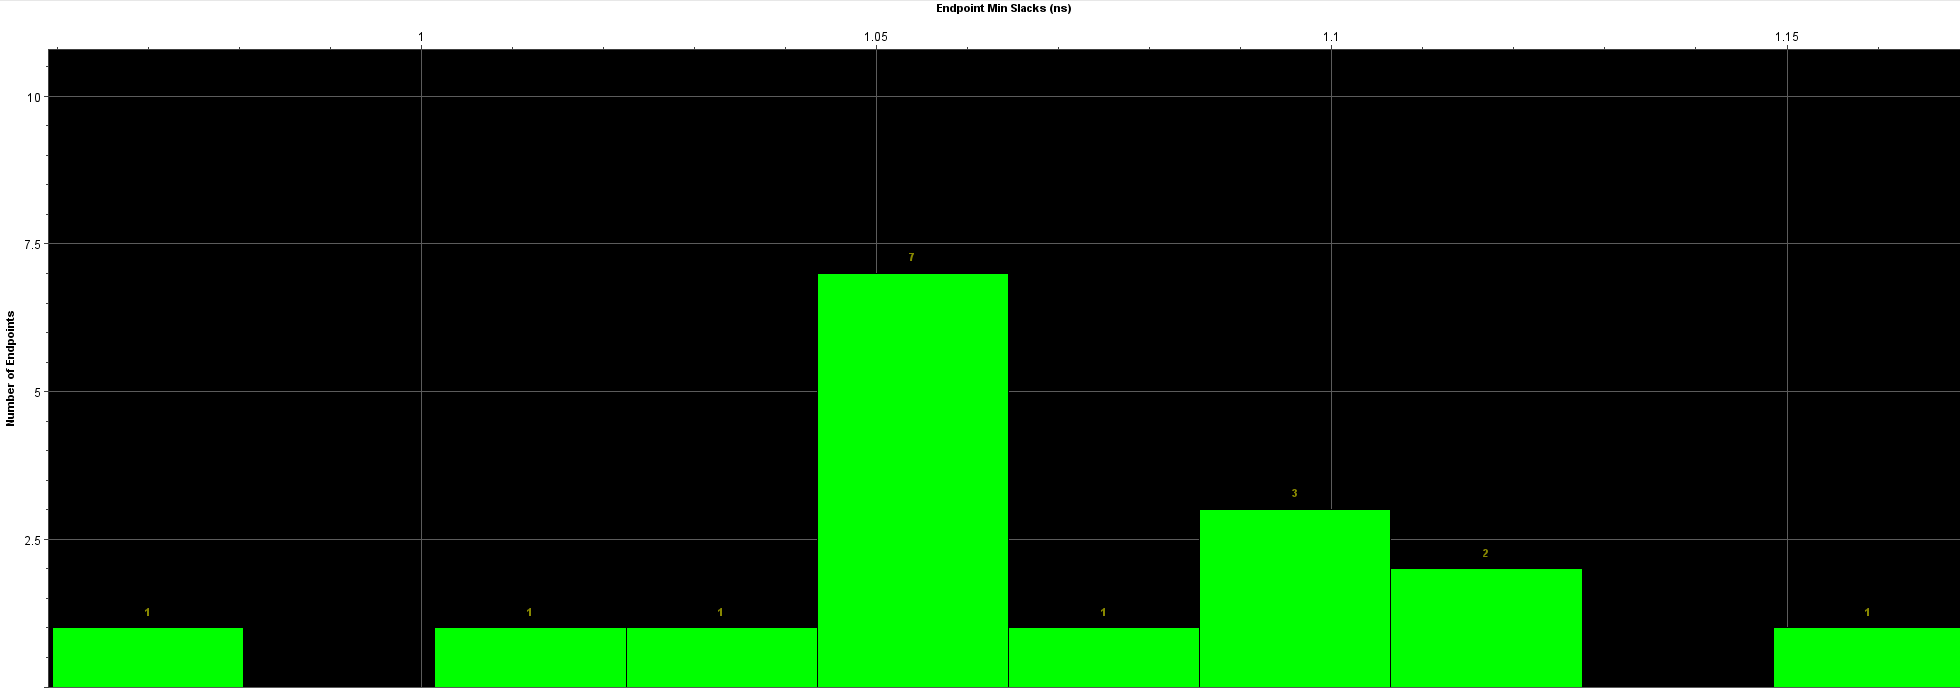 Endpoint Min Slacks (ns)
1 1.05 1.1 1.15
10
7.5
5
2.5
Number of Endpoints
1 1 1 7 1 3 2 1